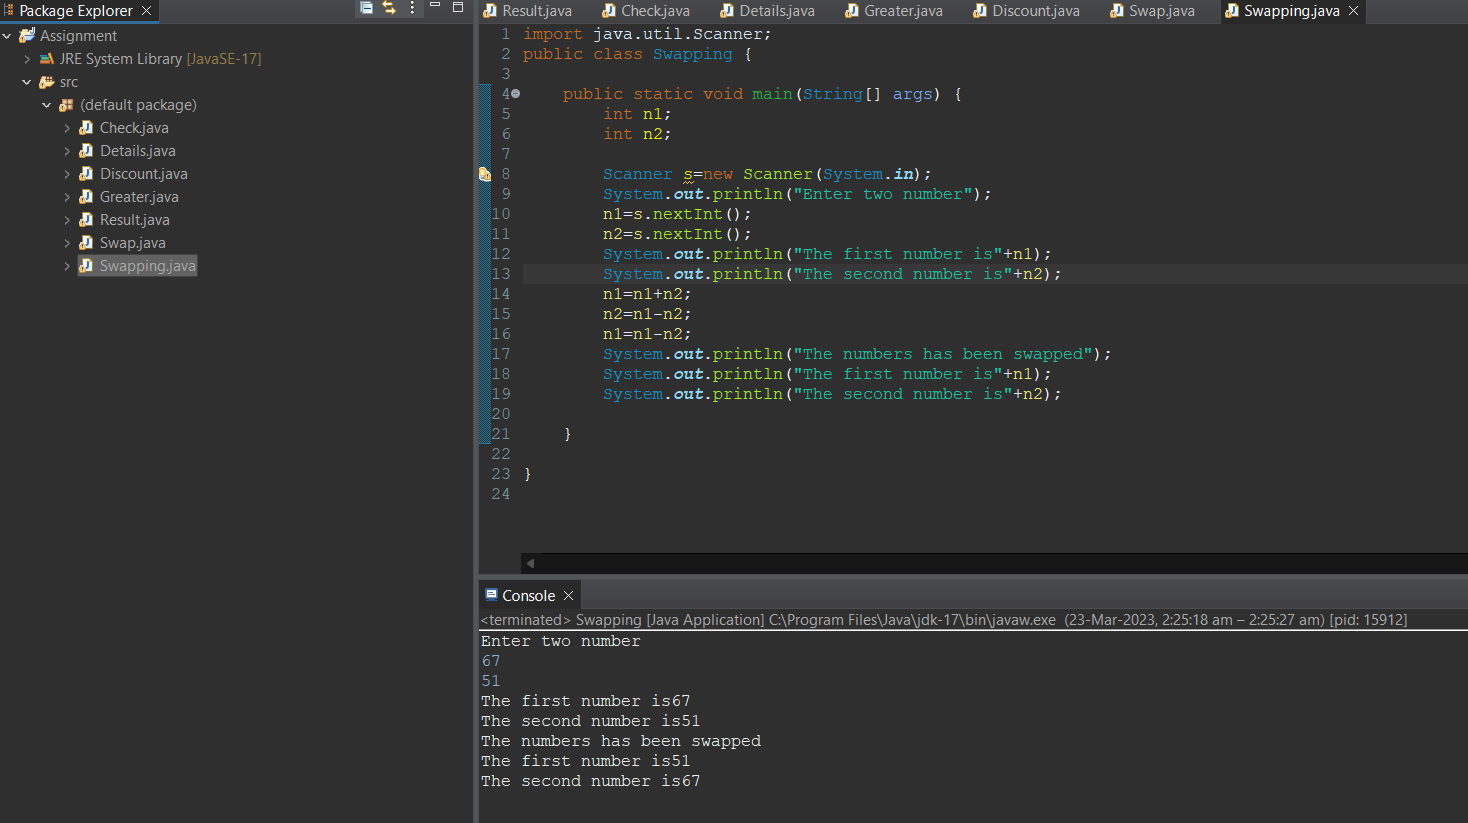 Package Explorer
Assignment
JRE System Library [JavaSE-17]
src
(default package)
Check.java
Details.java
Discount.java
Greater.java
Result.java
Swap.java
Swapping.java
Result.java Check.java Details.java Greater.java Discount.java Swap.java Swapping.java
1 import java.util.Scanner;
2 public class Swapping {
3
4 public static void main(String[] args) {
5 int n1;
6 int n2;
7
8 Scanner s=new Scanner(System.in);
9 System.out.println("Enter two number");
10 n1=s.nextInt();
11 n2=s.nextInt();
12 System.out.println("The first number is"+n1);
13 System.out.println("The second number is"+n2);
14 n1=n1+n2;
15 n2=n1-n2;
16 n1=n1-n2;
17 System.out.println("The numbers has been swapped");
18 System.out.println("The first number is"+n1);
19 System.out.println("The second number is"+n2);
20
21 }
22
23 }
24
Console
<terminated> Swapping [Java Application] C:\Program Files\Java\jdk-17\bin\javaw.exe (23-Mar-2023, 2:25:18 am – 2:25:27 am) [pid: 15912]
Enter two number
67
51
The first number is67
The second number is51
The numbers has been swapped
The first number is51
The second number is67